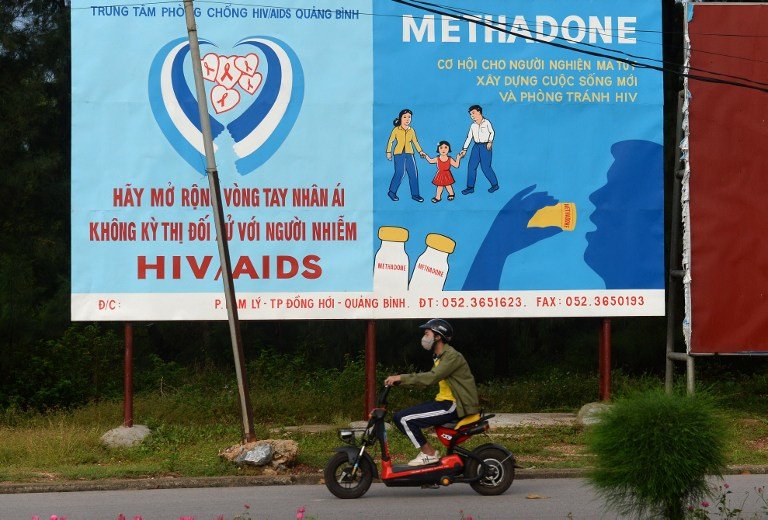 TRUNG TÂM PHÒNG CHỐNG HIV/AIDS QUẢNG BÌNH
HÃY MỞ RỘNG VÒNG TAY NHÂN ÁI
KHÔNG KỲ THỊ ĐỐI XỬ VỚI NGƯỜI NHIỄM
HIV/AIDS
METHADONE
CƠ HỘI CHO NGƯỜI NGHIỆN MA TÚY
XÂY DỰNG CUỘC SỐNG MỚI
VÀ PHÒNG TRÁNH HIV
METHADONE
METHADONE
METHADONE
Đ/C: P. NAM LÝ - TP ĐỒNG HỚI - QUẢNG BÌNH. ĐT: 052.3651623. FAX: 052.3650193